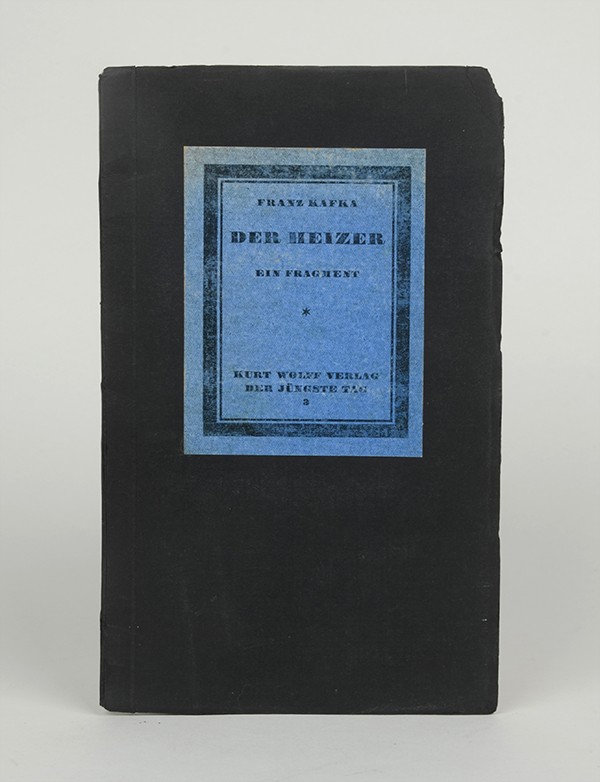 FRANZ KAFKA
DER HEIZER
EIN FRAGMENT
*
KURT WOLFF VERLAG
DER JÜNGSTE TAG
3